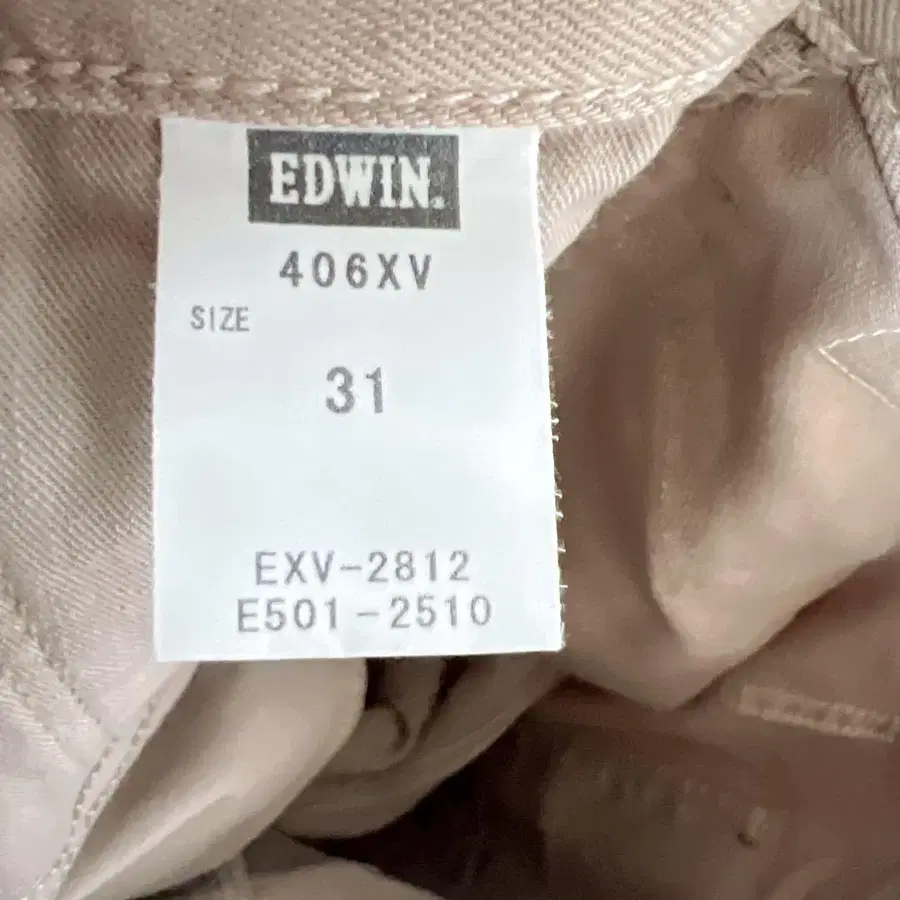 EDWIN.
406XV
SIZE
31
EXV-2812
E501-2510